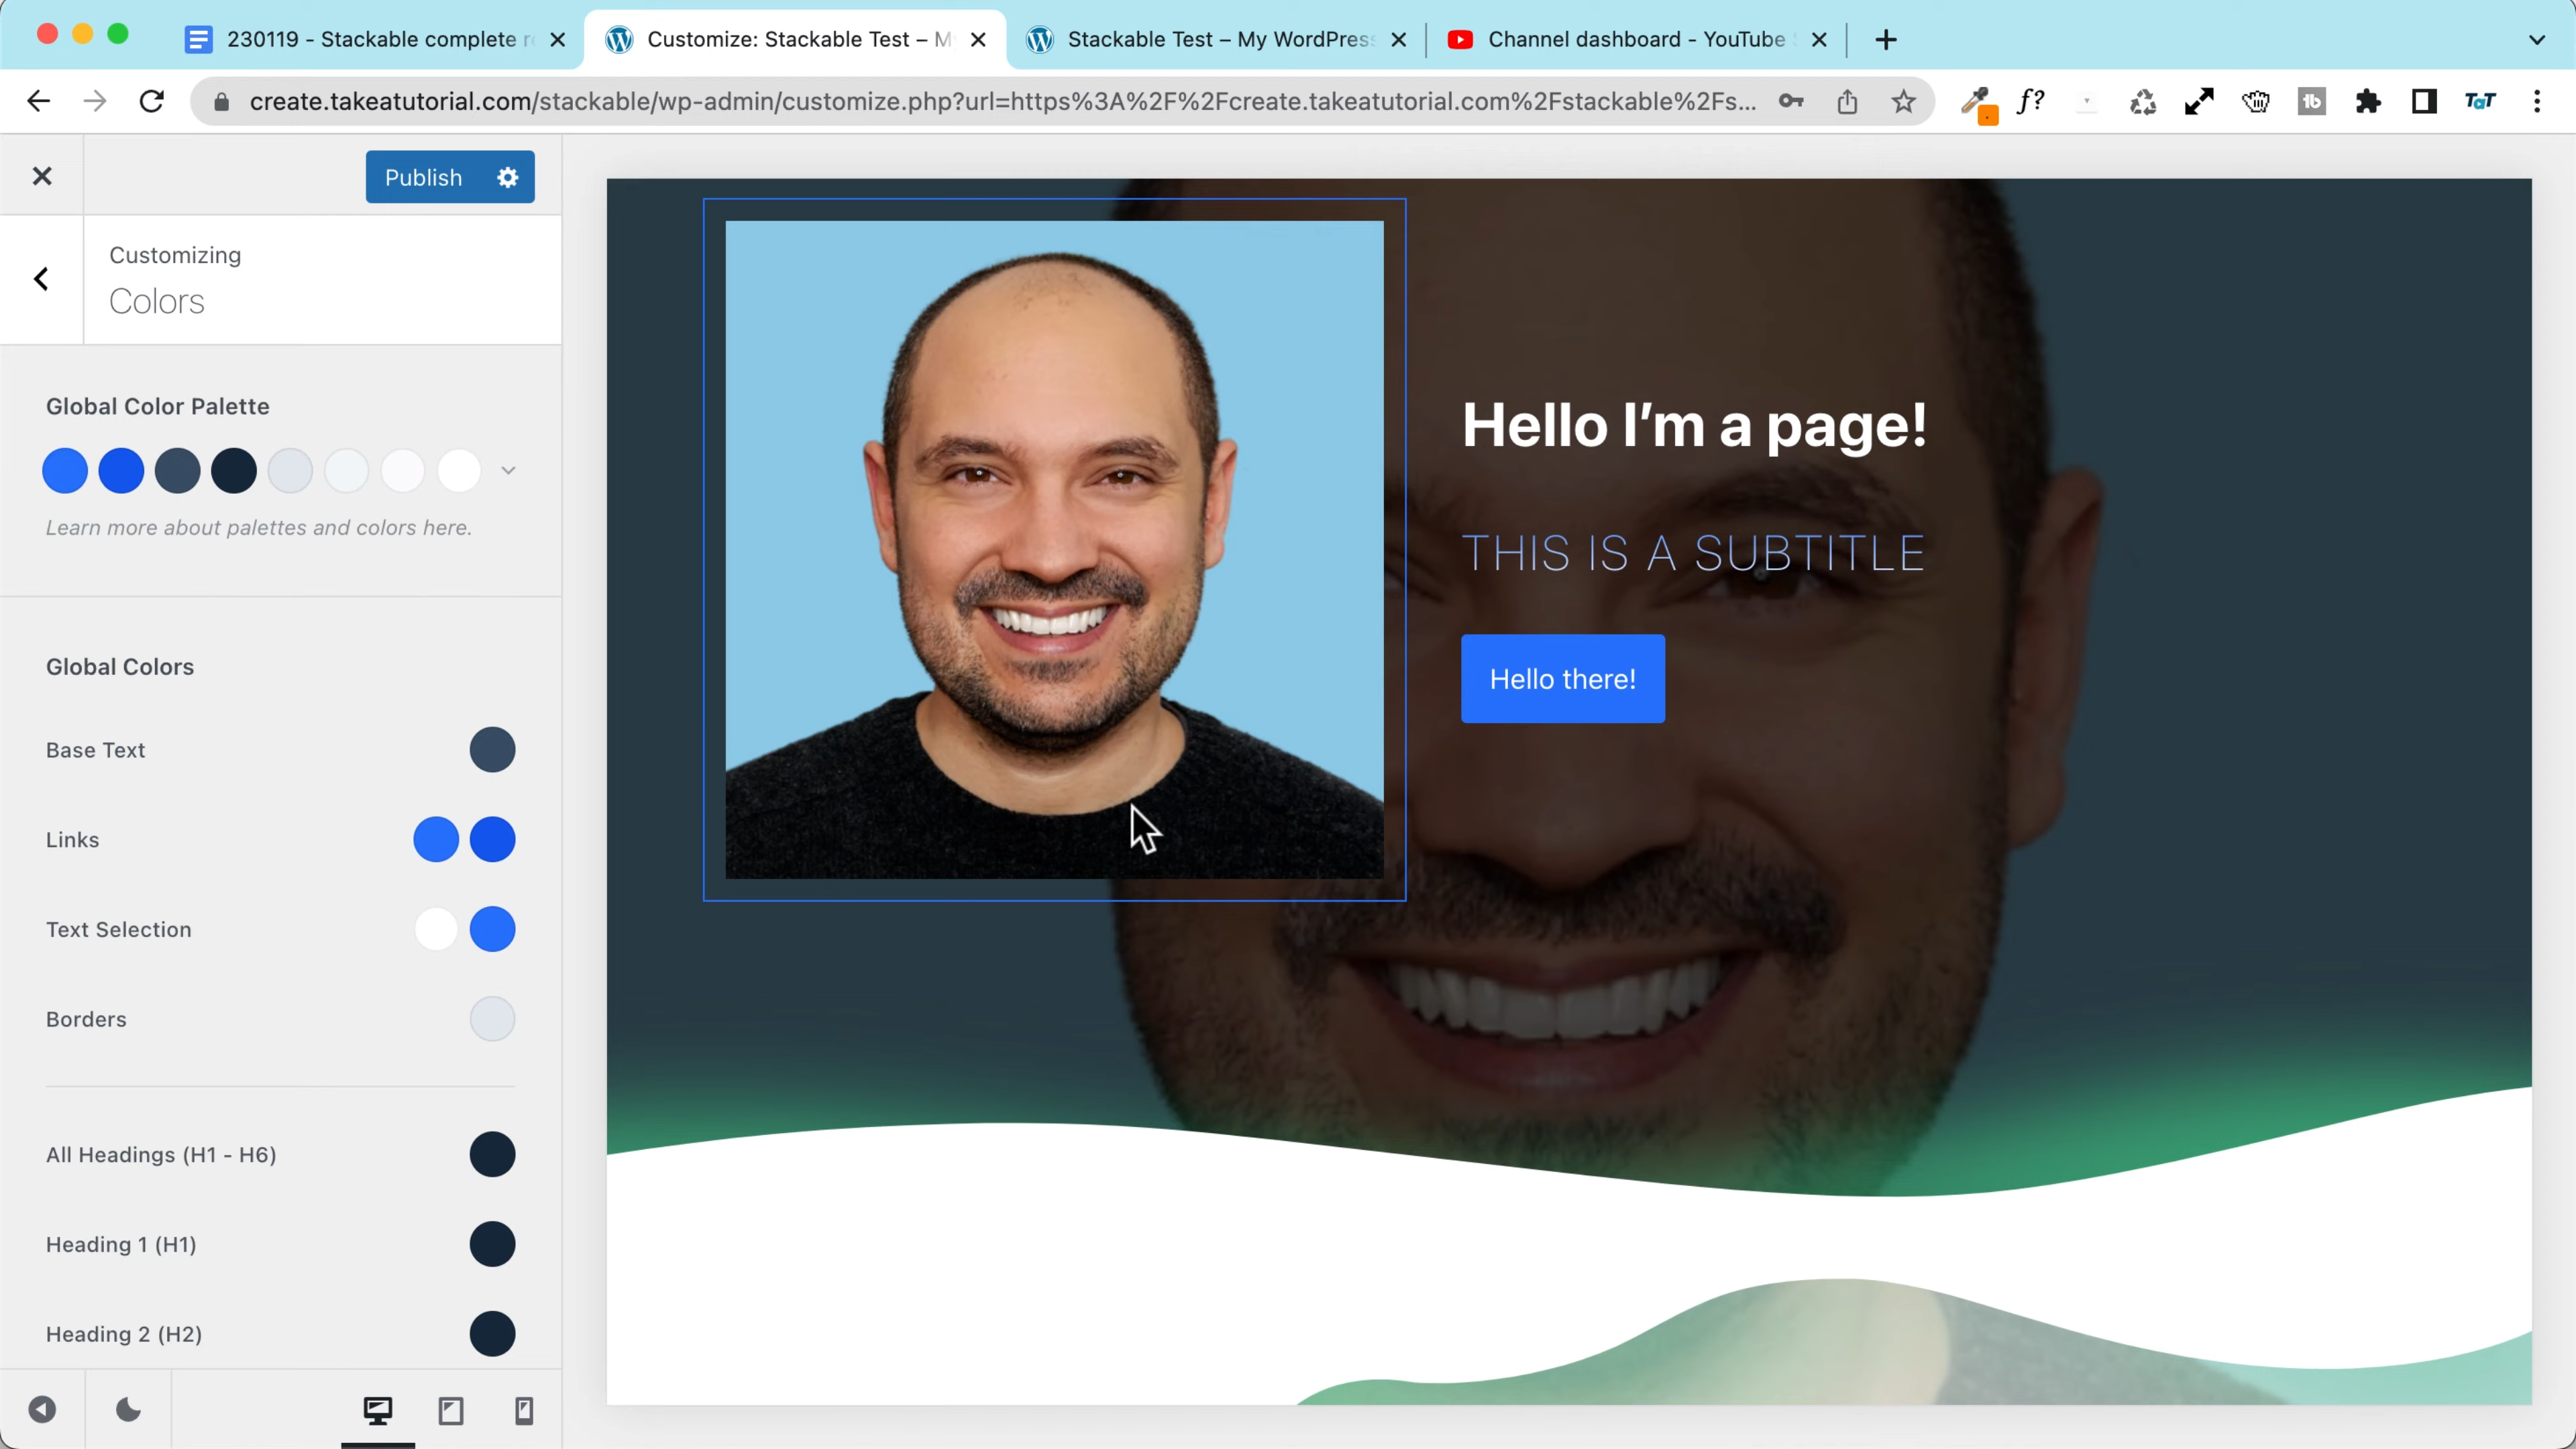 230119 - Stackable complete r
Customize: Stackable Test – M
Stackable Test – My WordPress
Channel dashboard - YouTube
create.takeatutorial.com/stackable/wp-admin/customize.php?url=https%3A%2F%2Fcreate.takeatutorial.com%2Fstackable%2Fs...
f?
tb
TaT
Publish
Customizing
Colors
Global Color Palette
Learn more about palettes and colors here.
Global Colors
Base Text
Links
Text Selection
Borders
All Headings (H1 - H6)
Heading 1 (H1)
Heading 2 (H2)
Hello I’m a page!
THIS IS A SUBTITLE
Hello there!